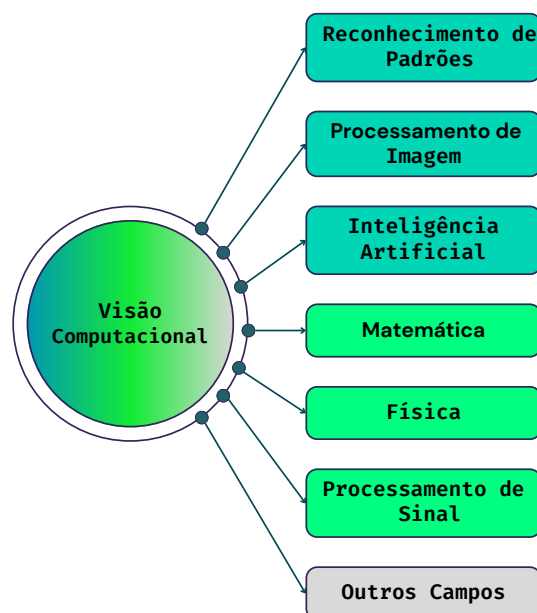 Reconhecimento de
Padrões
Processamento de
Imagem
Inteligência
Artificial
Visão
Computacional
Matemática
Física
Processamento de
Sinal
Outros Campos